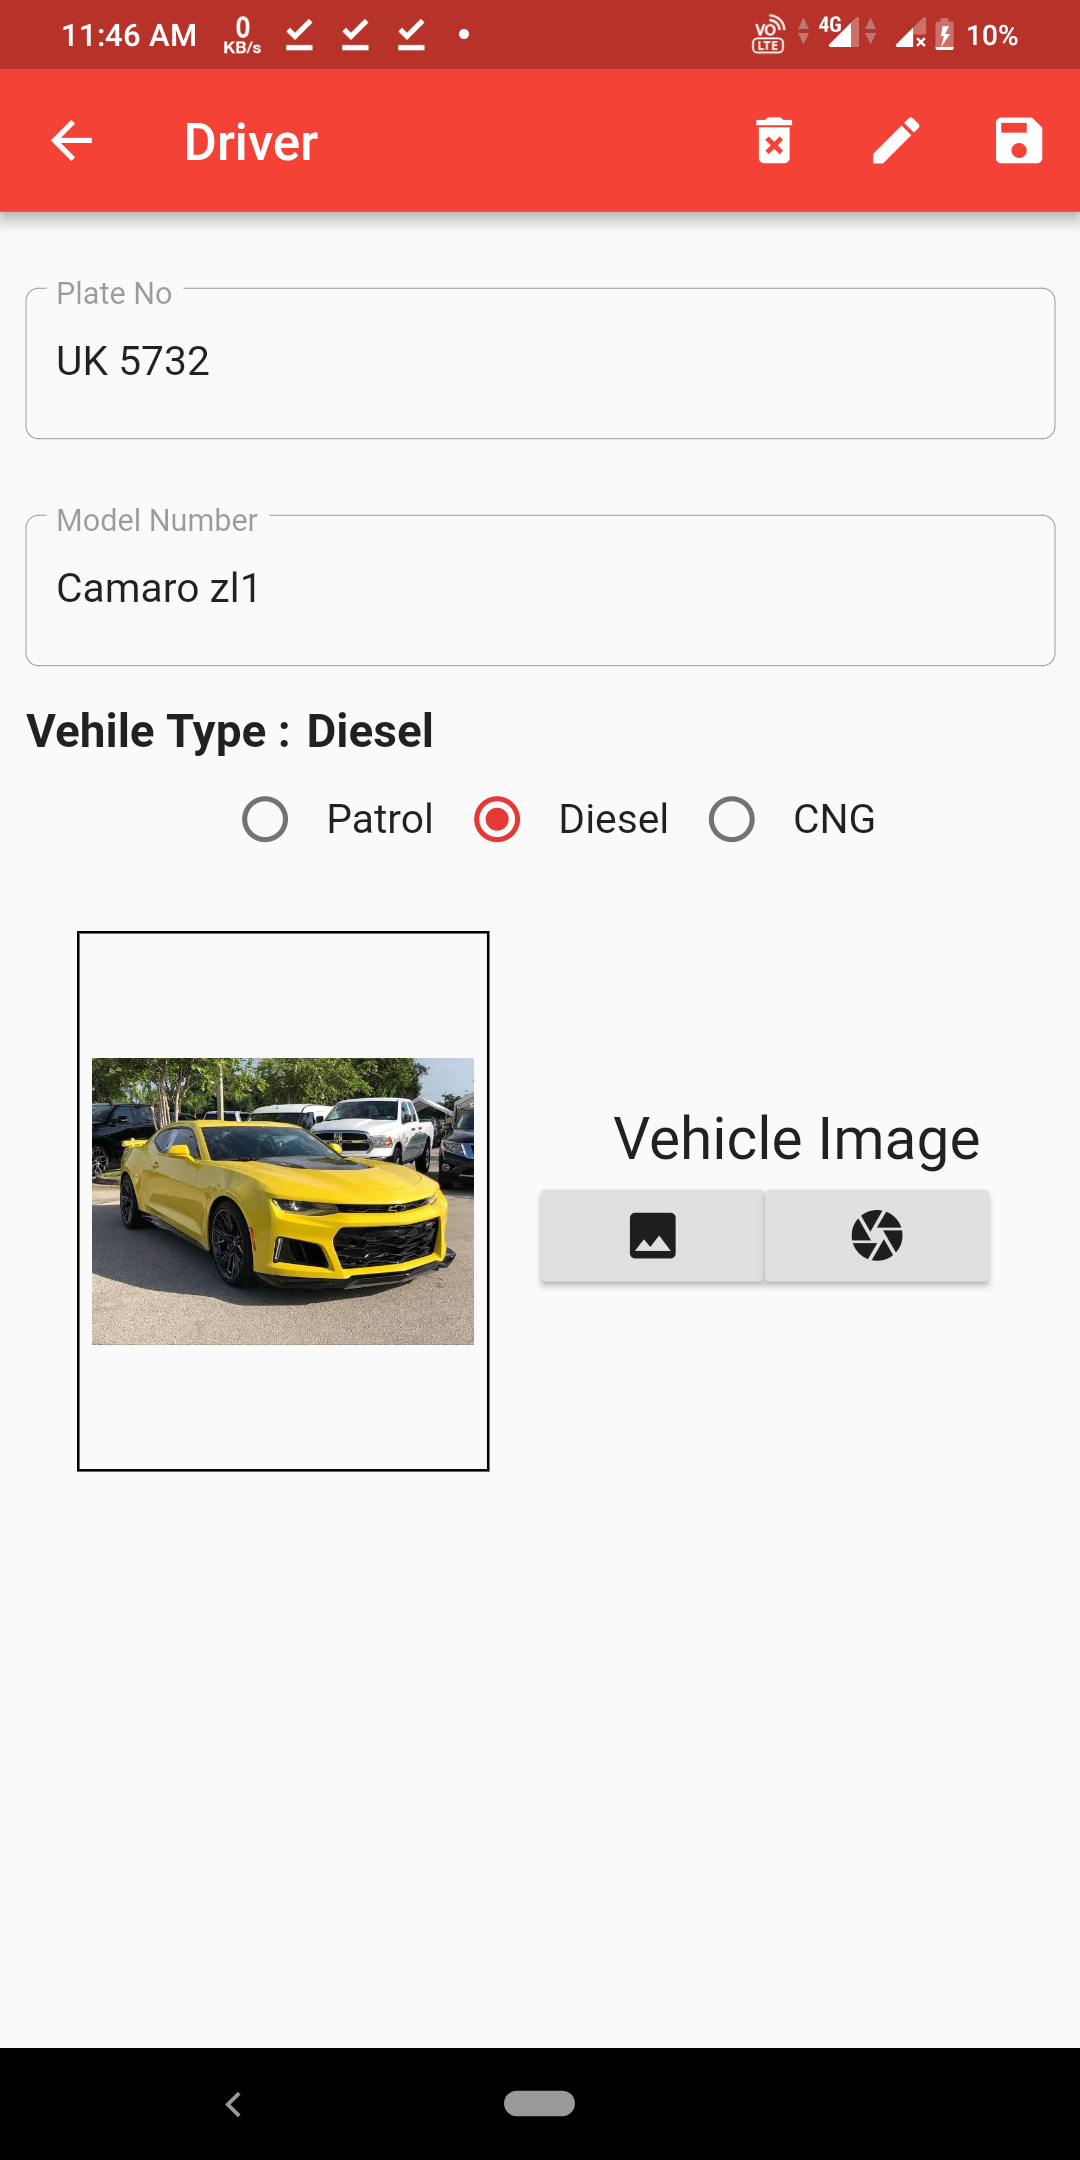 11:46 AM 0 KB/s VO LTE 4G 10%
Driver
Plate No
UK 5732
Model Number
Camaro zl1
Vehile Type : Diesel
Patrol Diesel CNG
Vehicle Image